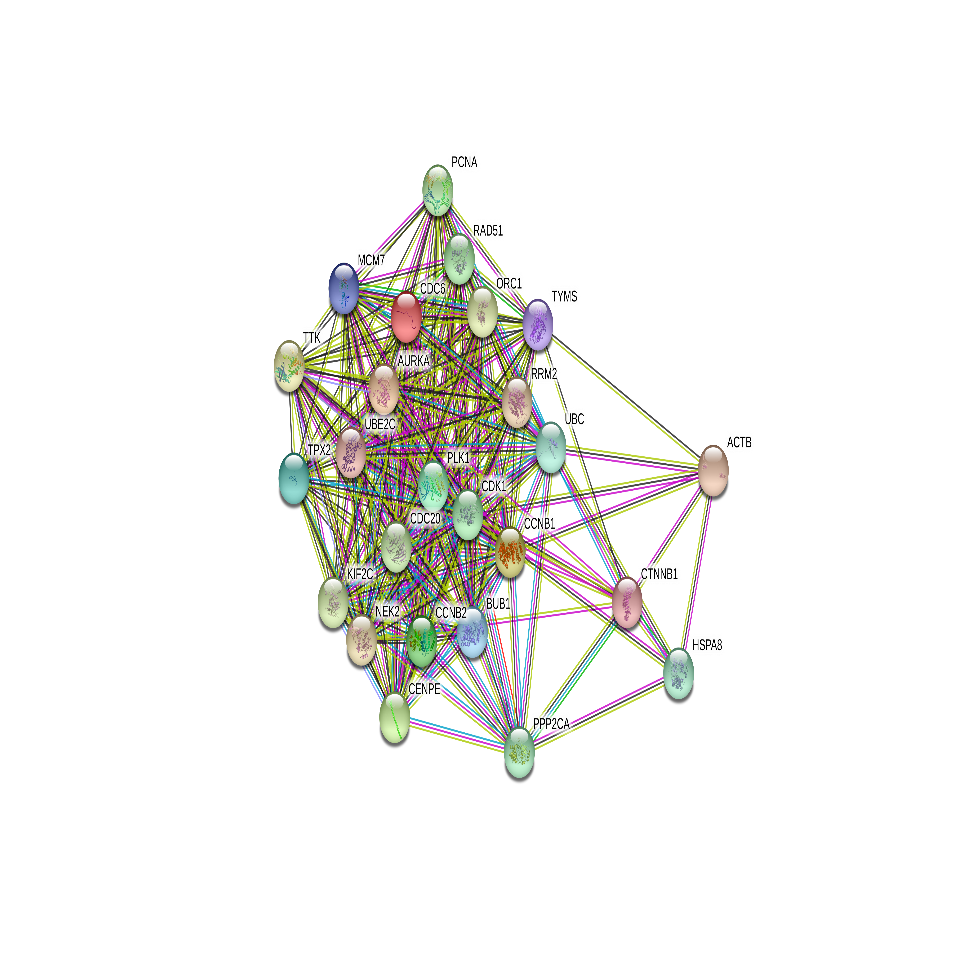 PCNA
RAD51
MCM7
CDC6
ORC1
TYMS
TTK
AURKA
RRM2
UBE2C
UBC
ACTB
TPX2
PLK1
CDK1
CDC20
CCNB1
KIF2C
CTNNB1
NEK2
CCNB2
BUB1
HSPA8
CENPE
PPP2CA